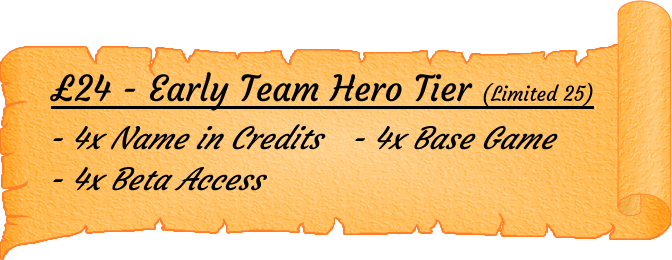 £24 - Early Team Hero Tier (Limited 25)
- 4x Name in Credits - 4x Base Game
- 4x Beta Access